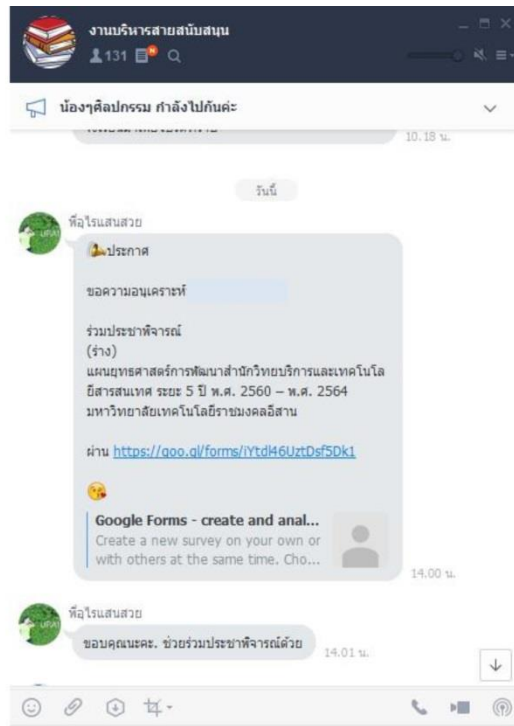 งานบริหารสายสนับสนุน
131
N
น้องๆศิลปกรรม กำลังไปกันค่ะ
10.18 น.
วันนี้
พี่อุไรแสนสวย
ประกาศ
ขอความอนุเคราะห์
ร่วมประชาพิจารณ์
(ร่าง)
แผนยุทธศาสตร์การพัฒนาสำนักวิทยบริการและเทคโนโล
ยีสารสนเทศ ระยะ 5 ปี พ.ศ. 2560 – พ.ศ. 2564
มหาวิทยาลัยเทคโนโลยีราชมงคลอีสาน
ผ่าน https://goo.gl/forms/iYtdl46UztDsf5Dk1
Google Forms - create and anal...
Create a new survey on your own or
with others at the same time. Cho...
14.00 น.
พี่อุไรแสนสวย
URAI
ขอบคุณนะคะ. ช่วยร่วมประชาพิจารณ์ด้วย
14.01 น.